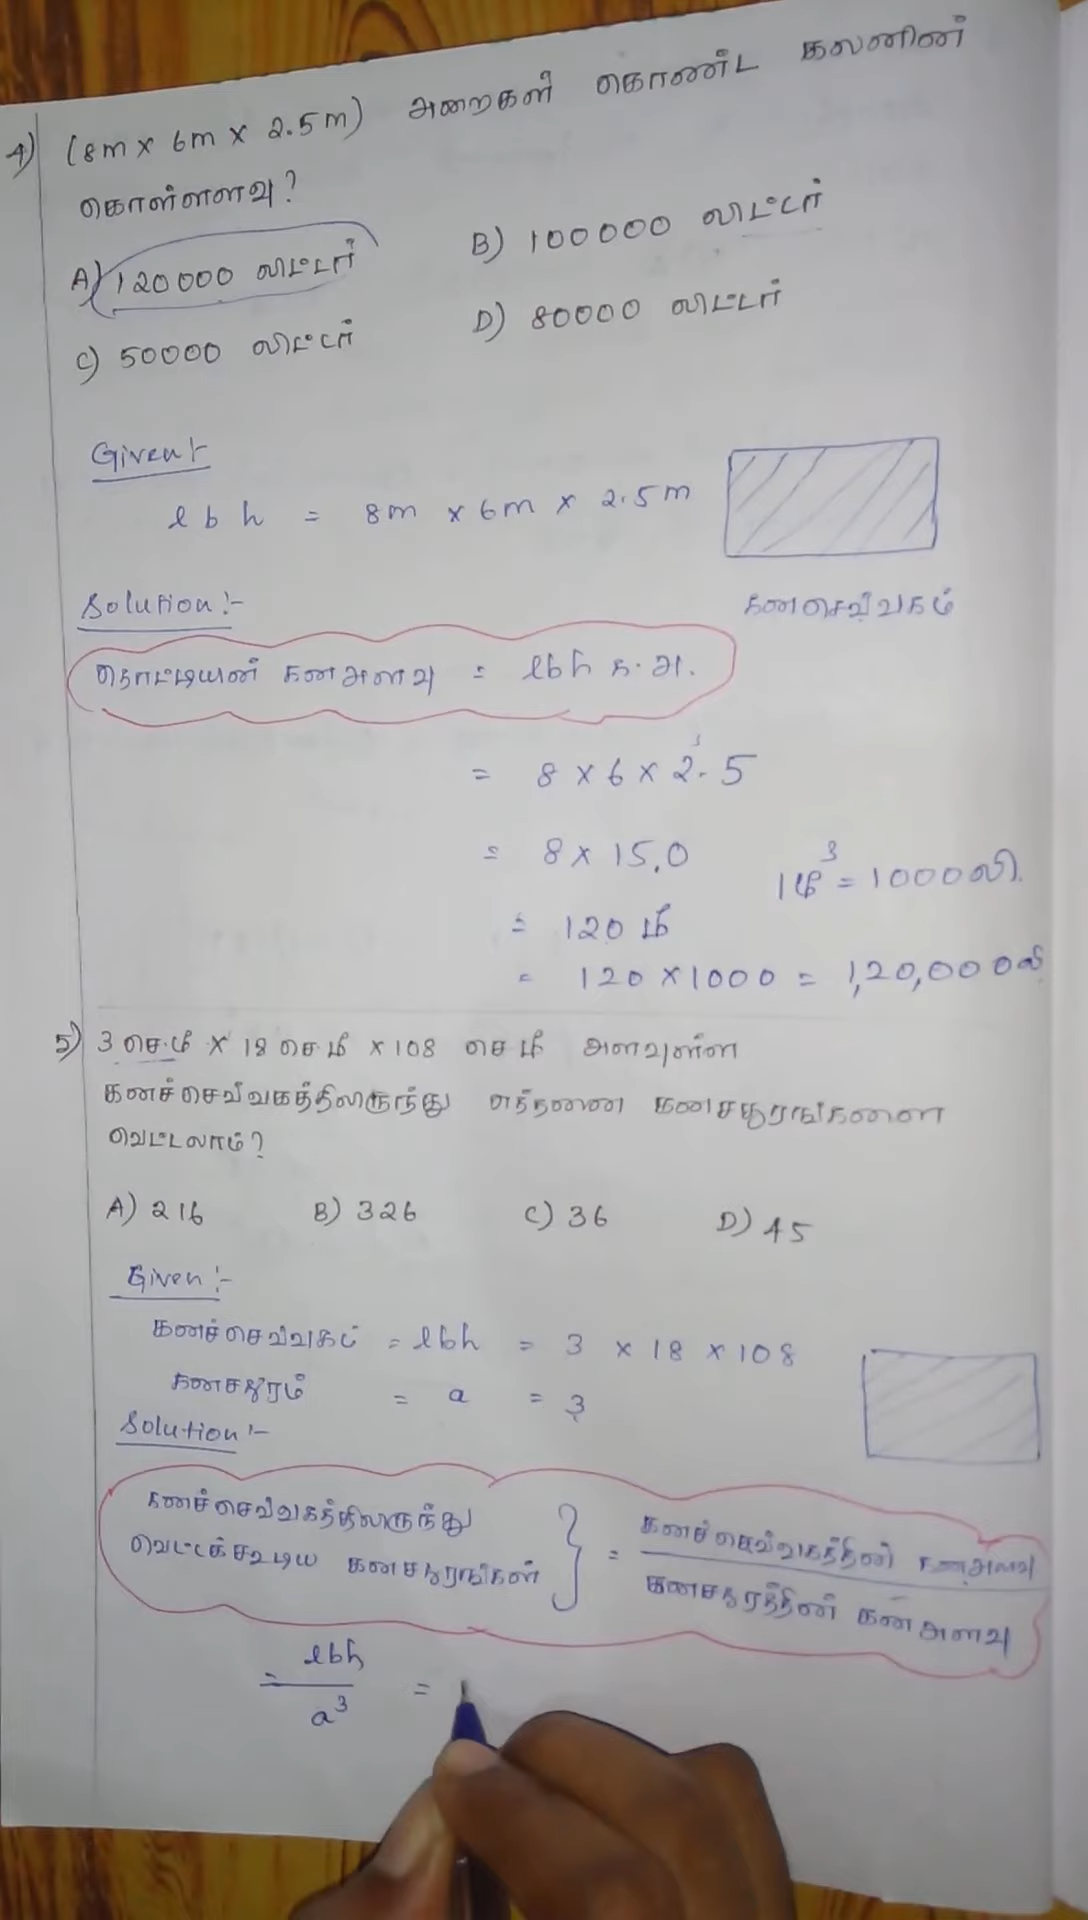 4) (8m x 6m x 2.5m) அறைகள் கொண்ட கலனின்
கொள்ளளவு?
A) 120000 லிட்டர் B) 100000 லிட்டர்
C) 50000 லிட்டர் D) 80000 லிட்டர்
Given :-
lbh = 8m x 6m x 2.5m
Solution :-
கனசெவ்வகம்
தொட்டியின் கனஅளவு = lbh க.அ.
= 8 x 6 x 2.5
= 8 x 15.0
1மீ³ = 1000லி.
= 120 மீ
= 120 x 1000 = 1,20,000லி
5) 3 செ.மீ x 18 செ.மீ x 108 செ மீ அளவுள்ள
கனச்செவ்வகத்திலிருந்து எத்தனை கனசதுரங்களை
வெட்டலாம்?
A) 216 B) 326 C) 36 D) 45
Given :-
கனச்செவ்வகம் = lbh = 3 x 18 x 108
கனசதுரம் = a = 3
Solution :-
கனச்செவ்வகத்திலிருந்து
வெட்டக்கூடிய கனசதுரங்கள் } = கனச்செவ்வகத்தின் கனஅளவு
கனசதுரத்தின் கன அளவு
= lbh
a³ =